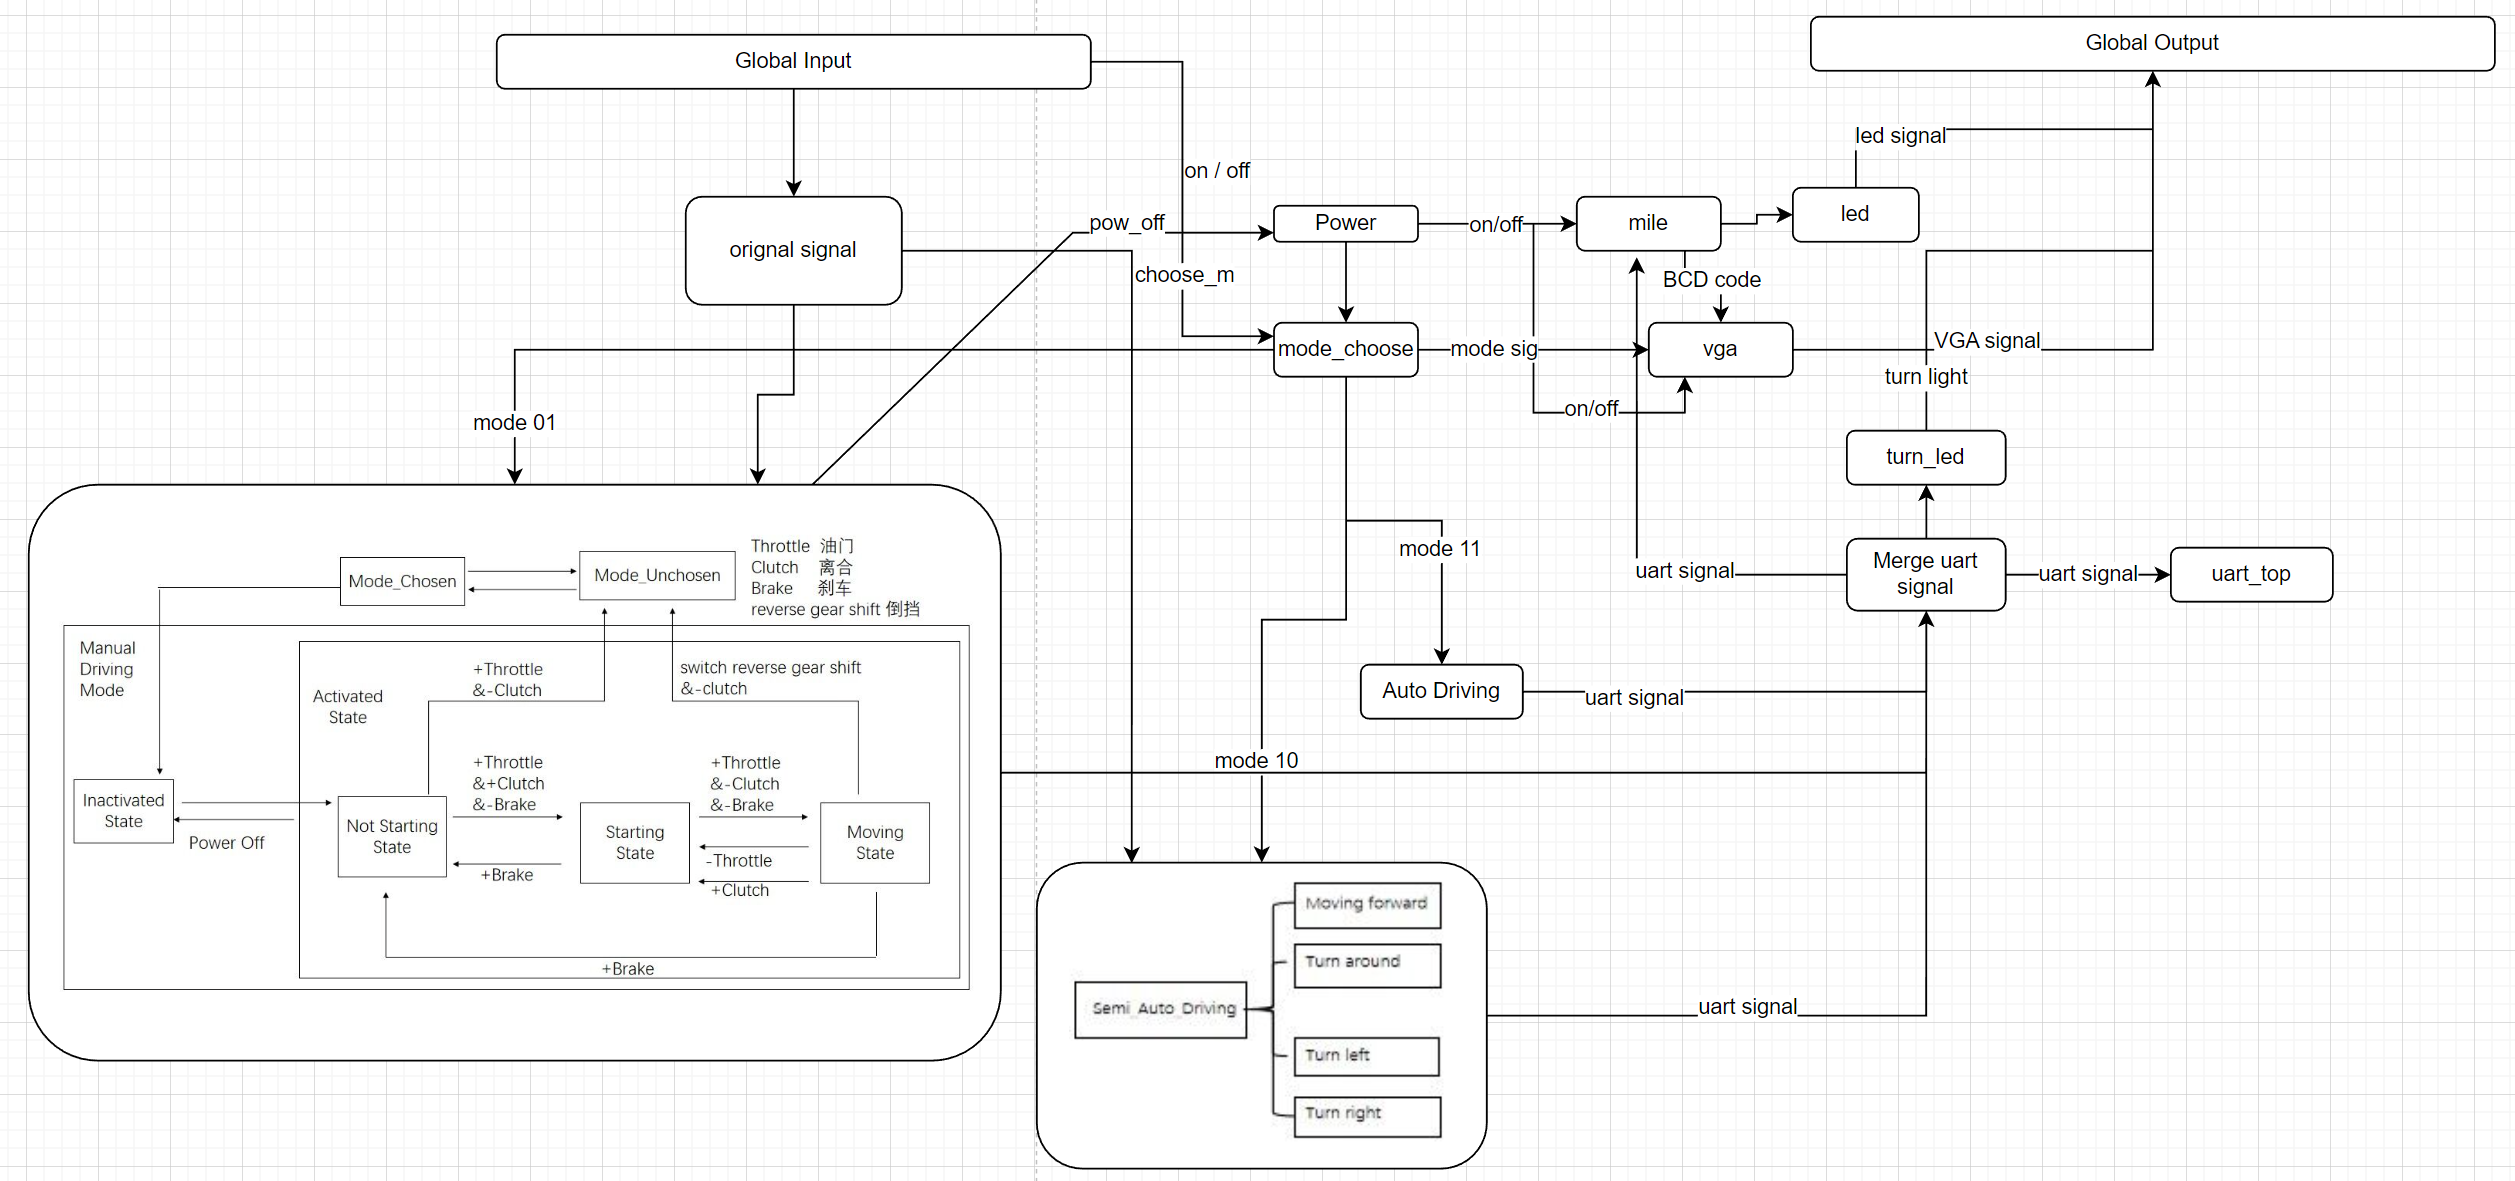 Global Input
Global Output
led signal
on / off
pow_off
Power
on/off
mile
led
orignal signal
choose_m
BCD code
mode_choose
mode sig
vga
VGA signal
turn light
on/off
mode 01
turn_led
mode 11
Merge uart
signal
uart signal
uart signal
uart_top
Auto Driving
uart signal
mode 10
Throttle 油门
Clutch 离合
Brake 刹车
reverse gear shift 倒挡
Mode_Chosen
Mode_Unchosen
Manual
Driving
Mode
Activated
State
+Throttle
&-Clutch
switch reverse gear shift
&-clutch
+Throttle
&+Clutch
&-Brake
+Throttle
&-Clutch
&-Brake
Inactivated
State
Power Off
Not Starting
State
Starting
State
Moving
State
+Brake
-Throttle
+Clutch
+Brake
Moving forward
Turn around
Semi_Auto_Driving
Turn left
Turn right
uart signal